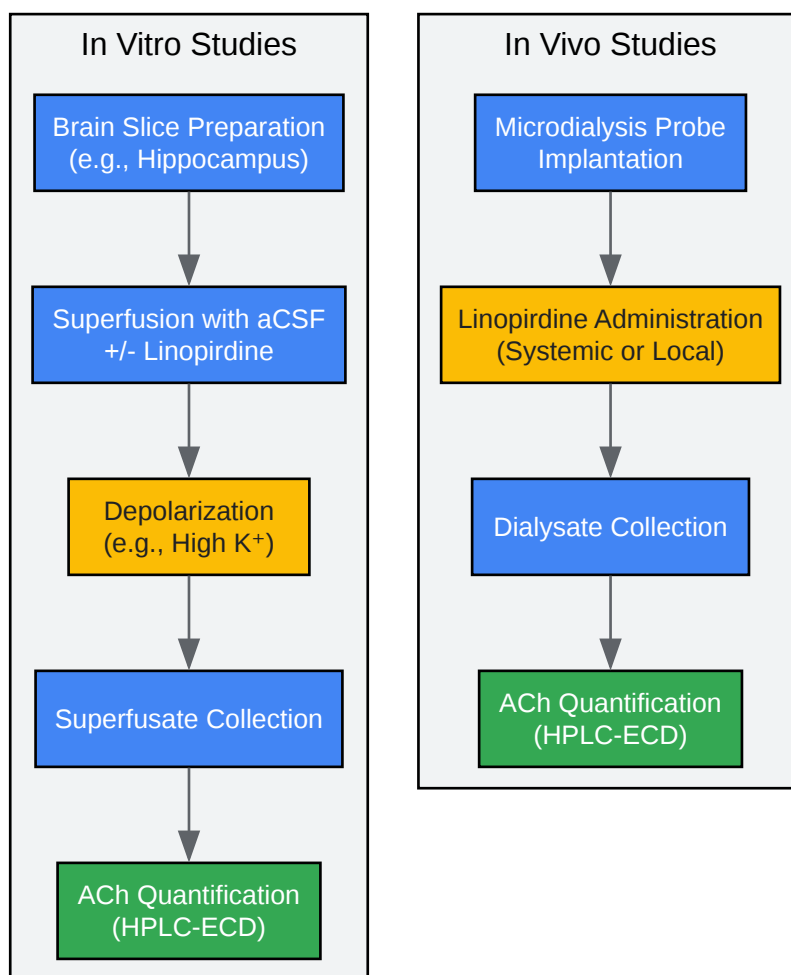 In Vitro Studies
Brain Slice Preparation
(e.g., Hippocampus)
Superfusion with aCSF
+/- Linopirdine
Depolarization
(e.g., High K⁺)
Superfusate Collection
ACh Quantification
(HPLC-ECD)
In Vivo Studies
Microdialysis Probe
Implantation
Linopirdine Administration
(Systemic or Local)
Dialysate Collection
ACh Quantification
(HPLC-ECD)